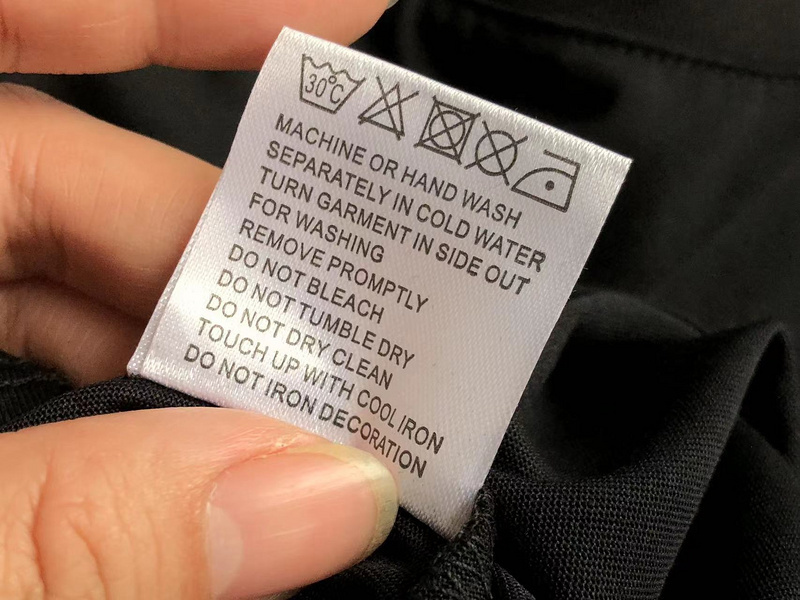 30°C
MACHINE OR HAND WASH
SEPARATELY IN COLD WATER
TURN GARMENT IN SIDE OUT
FOR WASHING
REMOVE PROMPTLY
DO NOT BLEACH
DO NOT TUMBLE DRY
DO NOT DRY CLEAN
TOUCH UP WITH COOL IRON
DO NOT IRON DECORATION